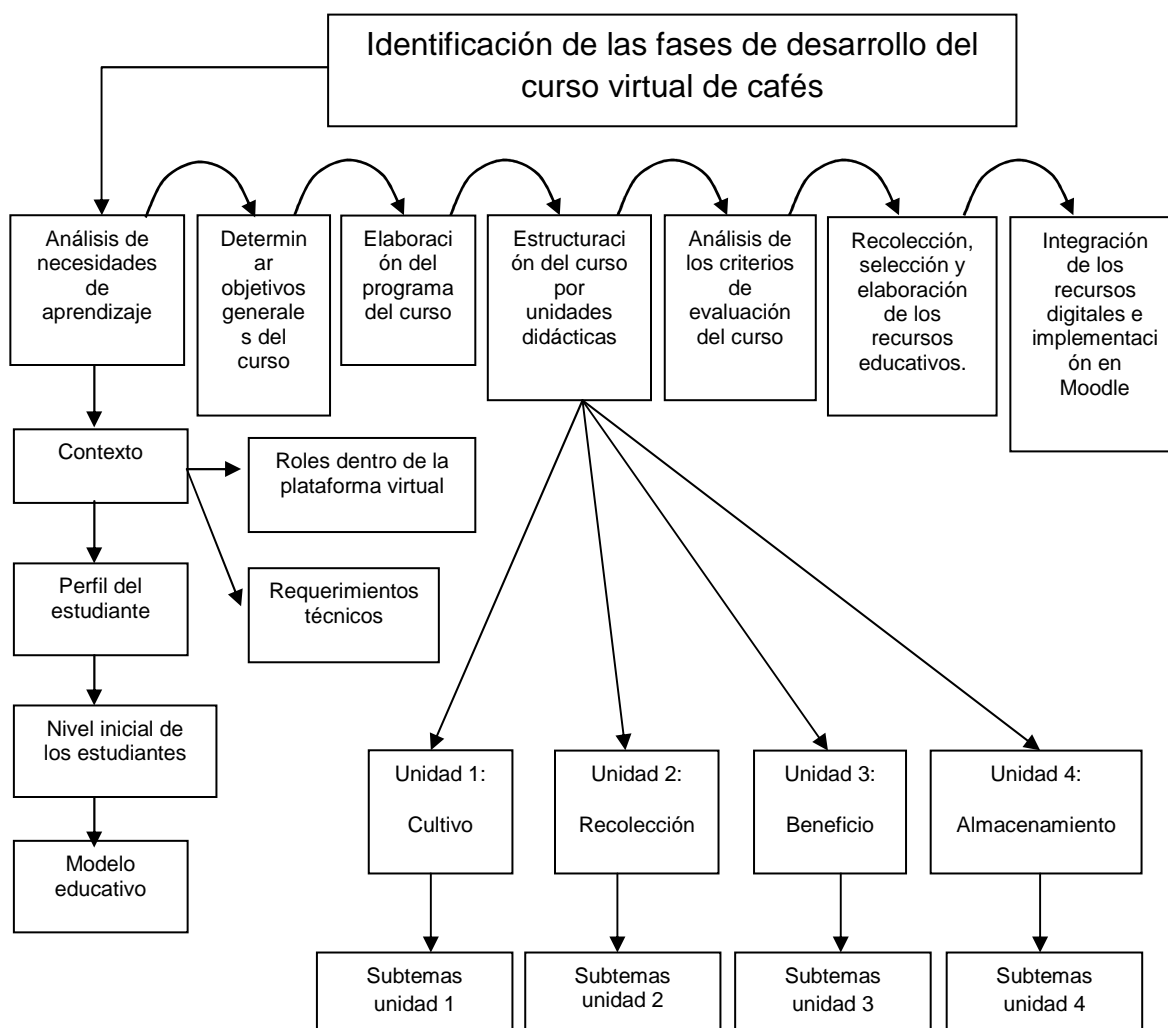 Identificación de las fases de desarrollo del
curso virtual de cafés
Análisis de
necesidades
de
aprendizaje
Determin
ar
objetivos
generale
s del
curso
Elaboraci
ón del
programa
del curso
Estructuraci
ón del curso
por
unidades
didácticas
Análisis de
los criterios
de
evaluación
del curso
Recolección,
selección y
elaboración
de los
recursos
educativos.
Integración
de los
recursos
digitales e
implementaci
ón en
Moodle
Contexto
Roles dentro de la
plataforma virtual
Perfil del
estudiante
Requerimientos
técnicos
Nivel inicial de
los estudiantes
Modelo
educativo
Unidad 1:
Cultivo
Unidad 2:
Recolección
Unidad 3:
Beneficio
Unidad 4:
Almacenamiento
Subtemas
unidad 1
Subtemas
unidad 2
Subtemas
unidad 3
Subtemas
unidad 4